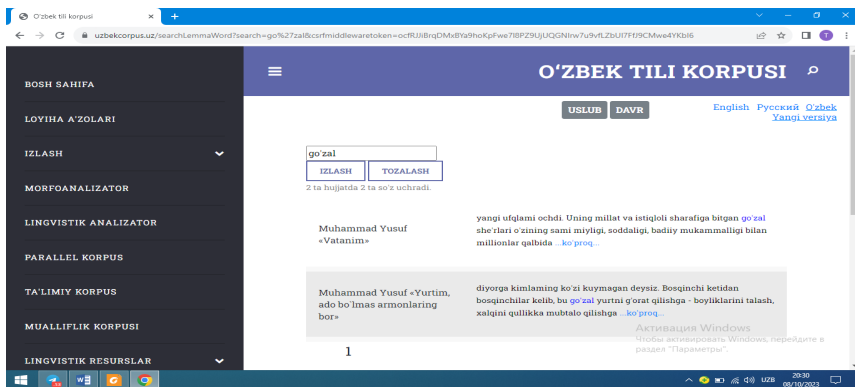 O'zbek tili korpusi
uzbekcorpus.uz/searchLemmaWord?search=go%27zal&csrfmiddlewaretoken=
BOSH SAHIFA
LOYIHA A'ZOLARI
IZLASH
MORFOANALIZATOR
LINGVISTIK ANALIZATOR
PARALLEL KORPUS
TA'LIMIY KORPUS
MUALLIFLIK KORPUSI
LINGVISTIK RESURSLAR
O'ZBEK TILI KORPUSI
USLUB DAVR
English Русский O'zbek
Yangi versiya
go'zal
IZLASH TOZALASH
2 ta hujjatda 2 ta so'z uchradi.
Muhammad Yusuf
«Vatanim»
yangi ufqlami ochdi. Uning millat va istiqloli sharafiga bitgan go'zal
she'rlari o'zining sami miyligi, soddaligi, badiiy mukammalligi bilan
millionlar qalbida ...ko'proq...
Muhammad Yusuf «Yurtim,
ado bo'lmas armonlaring
bor»
diyorga kimlaming ko'zi kuymagan deysiz. Bosqinchi ketidan
bosqinchilar kelib, bu go'zal yurtni g'orat qilishga - boyliklarini talash,
xalqini qullikka mubtalo qilishga ...ko'proq...
1
Активация Windows
Чтобы активировать Windows, перейдите в
раздел "Параметры".
UZB
20:30
08/10/2023